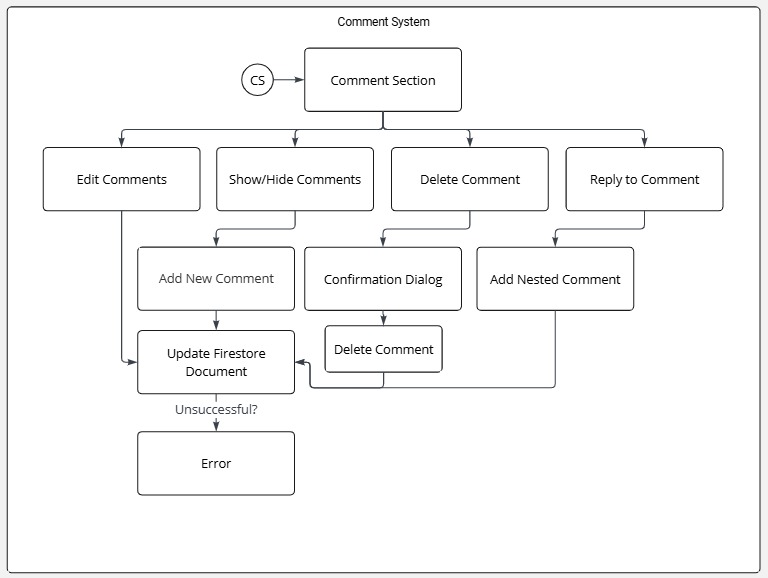 Comment System
CS
Comment Section
Edit Comments
Show/Hide Comments
Delete Comment
Reply to Comment
Add New Comment
Confirmation Dialog
Add Nested Comment
Update Firestore
Document
Delete Comment
Unsuccessful?
Error